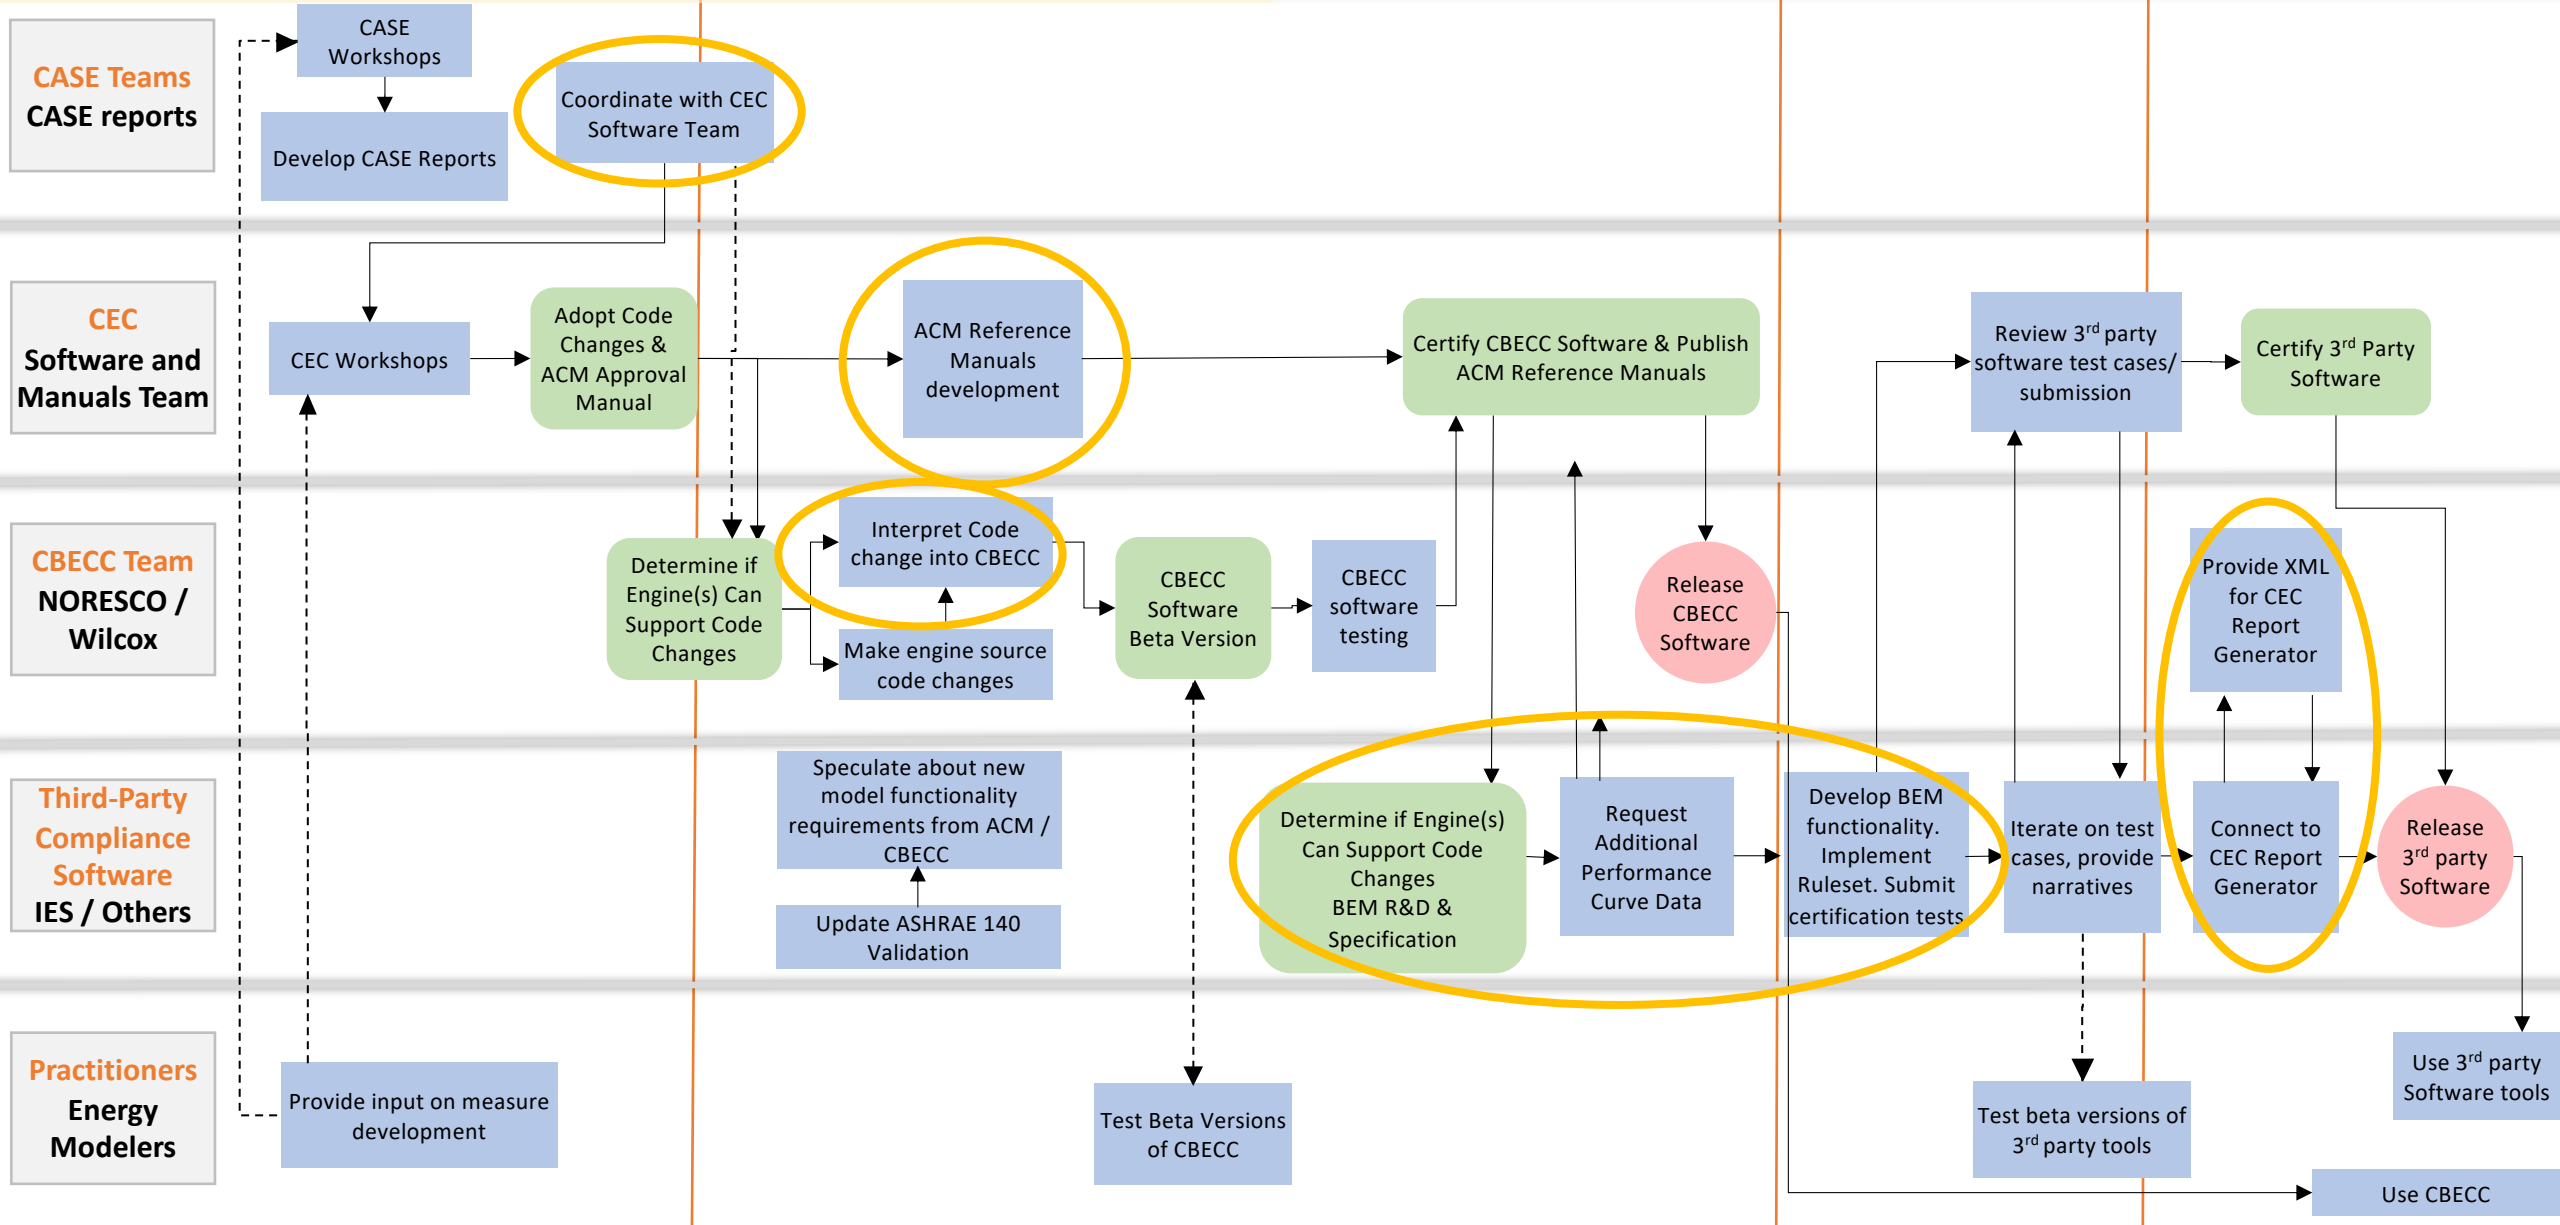 CASE Teams
CASE reports
CASE
Workshops
Develop CASE Reports
Coordinate with CEC
Software Team
CEC
Software and
Manuals Team
CEC Workshops
Adopt Code
Changes &
ACM Approval
Manual
ACM Reference
Manuals
development
Certify CBECC Software & Publish
ACM Reference Manuals
Review 3rd party
software test cases/
submission
Certify 3rd Party
Software
CBECC Team
NORESCO /
Wilcox
Determine if
Engine(s) Can
Support Code
Changes
Interpret Code
change into CBECC
Make engine source
code changes
CBECC
Software
Beta Version
CBECC
software
testing
Release
CBECC
Software
Provide XML
for CEC
Report
Generator
Third-Party
Compliance
Software
IES / Others
Speculate about new
model functionality
requirements from ACM /
CBECC
Update ASHRAE 140
Validation
Determine if Engine(s)
Can Support Code
Changes
BEM R&D &
Specification
Request
Additional
Performance
Curve Data
Develop BEM
functionality.
Implement
Ruleset. Submit
certification tests
Iterate on test
cases, provide
narratives
Connect to
CEC Report
Generator
Release
3rd party
Software
Practitioners
Energy
Modelers
Provide input on measure
development
Test Beta Versions
of CBECC
Test beta versions of
3rd party tools
Use 3rd party
Software tools
Use CBECC